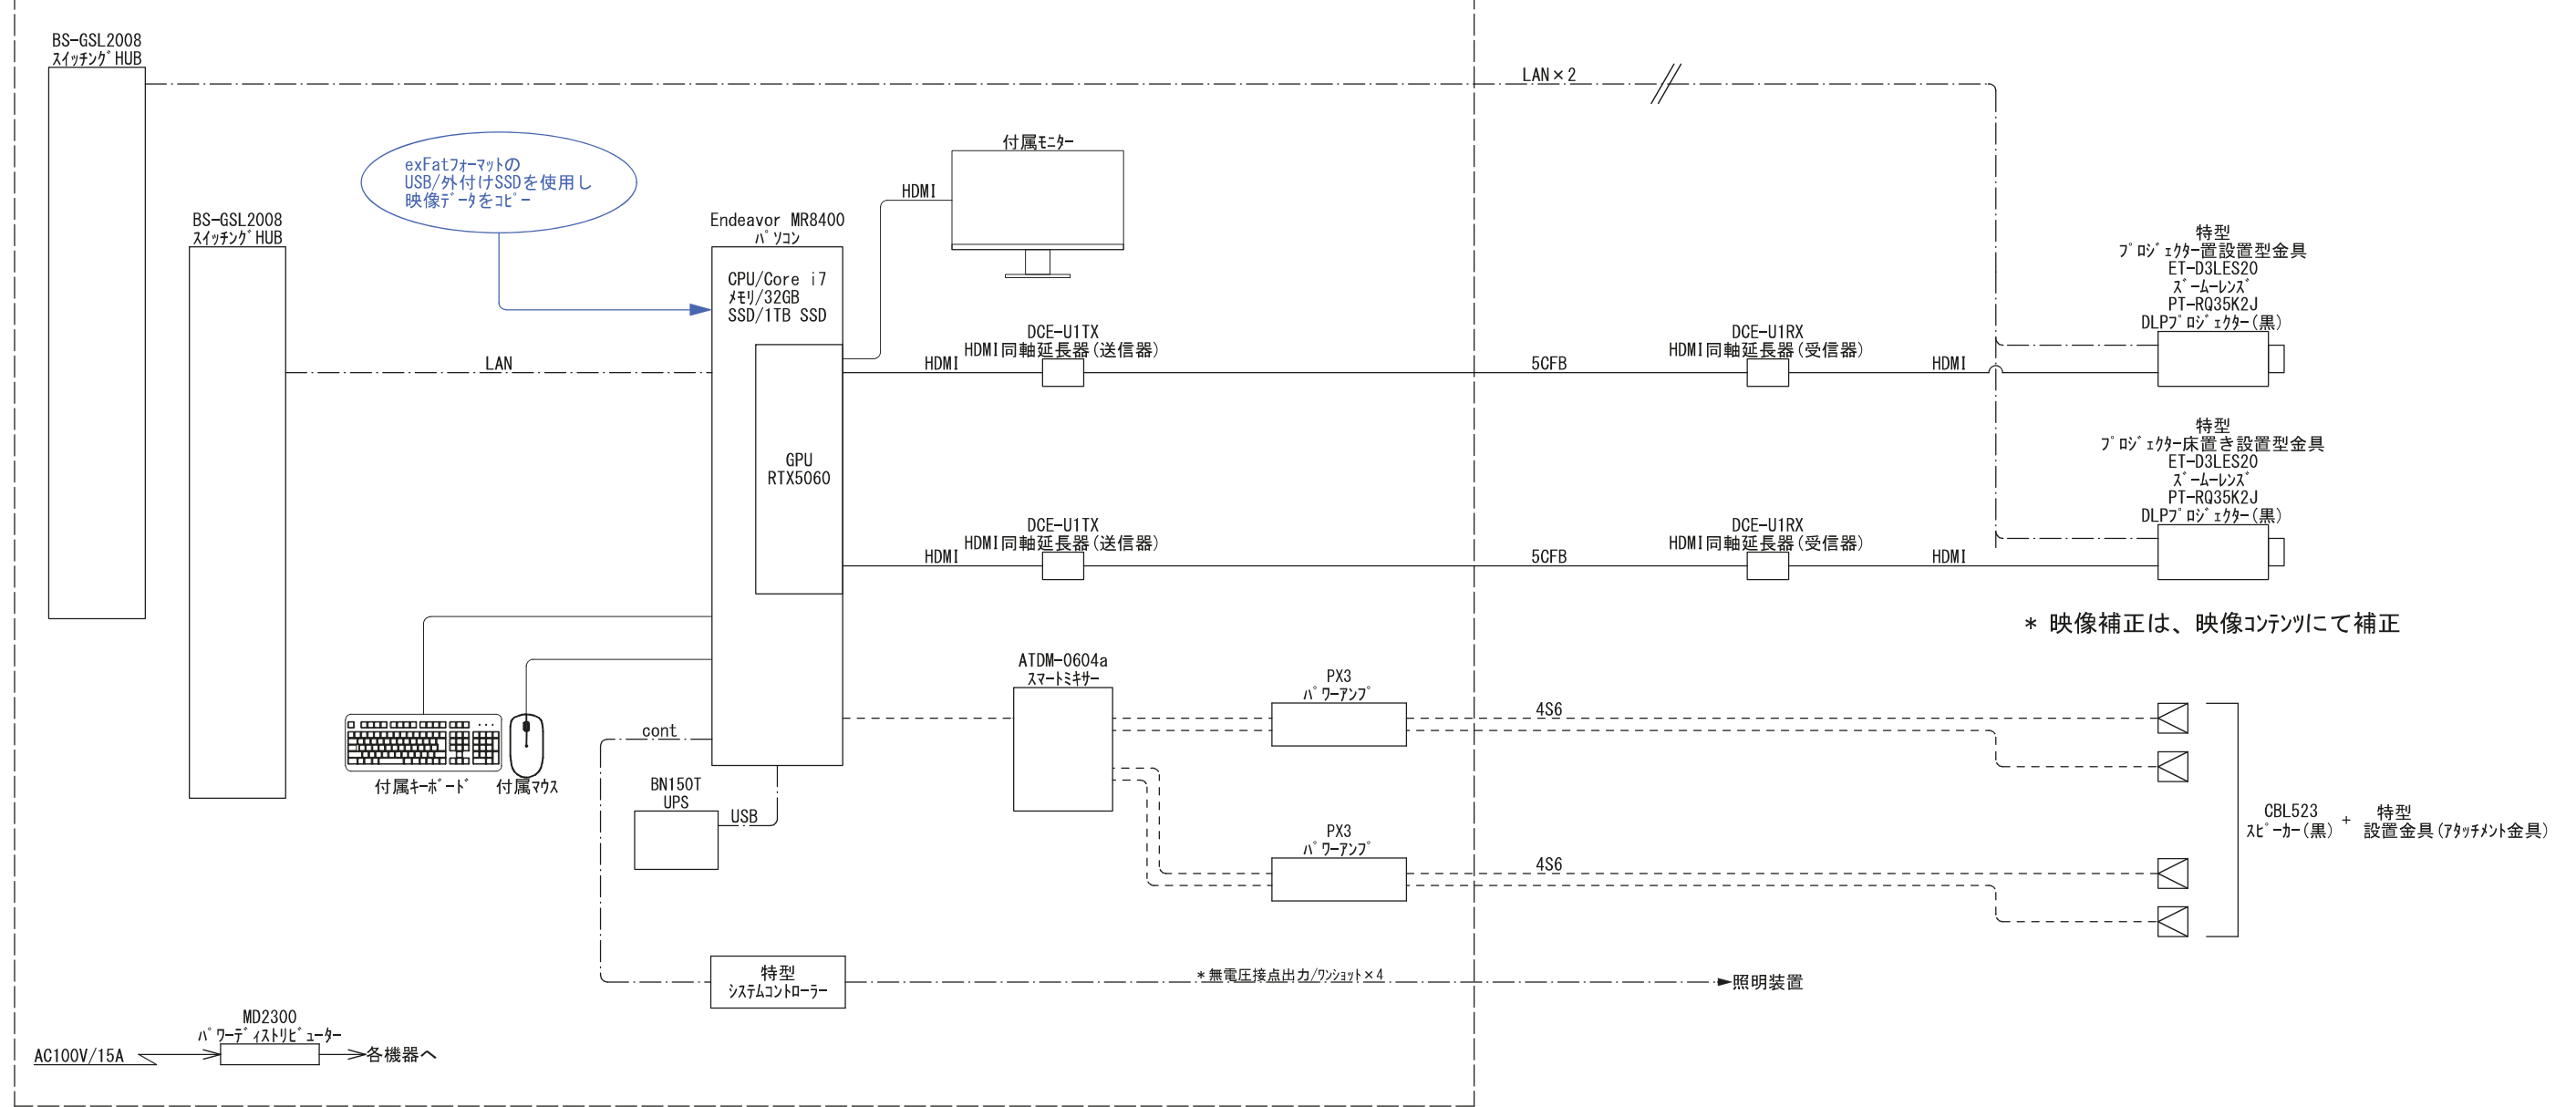 BS-GSL2008
ｽｲｯﾁﾝｸﾞHUB
LAN×2
exFatﾌｫｰﾏｯﾄの
USB/外付けSSDを使用し
映像ﾃﾞｰﾀをｺﾋﾟｰ
付属ﾓﾆﾀｰ
HDMI
BS-GSL2008
ｽｲｯﾁﾝｸﾞHUB
LAN
Endeavor MR8400
ﾊﾟｿｺﾝ
CPU/Core i7
ﾒﾓﾘ/32GB
SSD/1TB SSD
GPU
RTX5060
HDMI
DCE-U1TX
HDMI同軸延長器(送信器)
5CFB
DCE-U1RX
HDMI同軸延長器(受信器)
HDMI
特型
ﾌﾟﾛｼﾞｪｸﾀｰ置設置型金具
ET-D3LES20
ｽﾞｰﾑｰﾚﾝｽﾞ
PT-RQ35K2J
DLPﾌﾟﾛｼﾞｪｸﾀｰ(黒)
HDMI
DCE-U1TX
HDMI同軸延長器(送信器)
5CFB
DCE-U1RX
HDMI同軸延長器(受信器)
HDMI
特型
ﾌﾟﾛｼﾞｪｸﾀｰ床置き設置型金具
ET-D3LES20
ｽﾞｰﾑｰﾚﾝｽﾞ
PT-RQ35K2J
DLPﾌﾟﾛｼﾞｪｸﾀｰ(黒)
* 映像補正は、映像ｺﾝﾃﾝﾂにて補正
付属ｷｰﾎﾞｰﾄﾞ
付属ﾏｳｽ
cont
BN150T
UPS
USB
ATDM-0604a
ｽﾏｰﾄﾐｷｻｰ
PX3
ﾊﾟﾜｰｱﾝﾌﾟ
4S6
PX3
ﾊﾟﾜｰｱﾝﾌﾟ
4S6
CBL523
ｽﾋﾟｰｶｰ(黒)
+
特型
設置金具(ｱﾀｯﾁﾒﾝﾄ金具)
特型
ｼｽﾃﾑｺﾝﾄﾛｰﾗｰ
*無電圧接点出力/ﾜﾝｼｮｯﾄ×4
照明装置
MD2300
ﾊﾟﾜｰﾃﾞｨｽﾄﾘﾋﾞｭｰﾀｰ
AC100V/15A
各機器へ